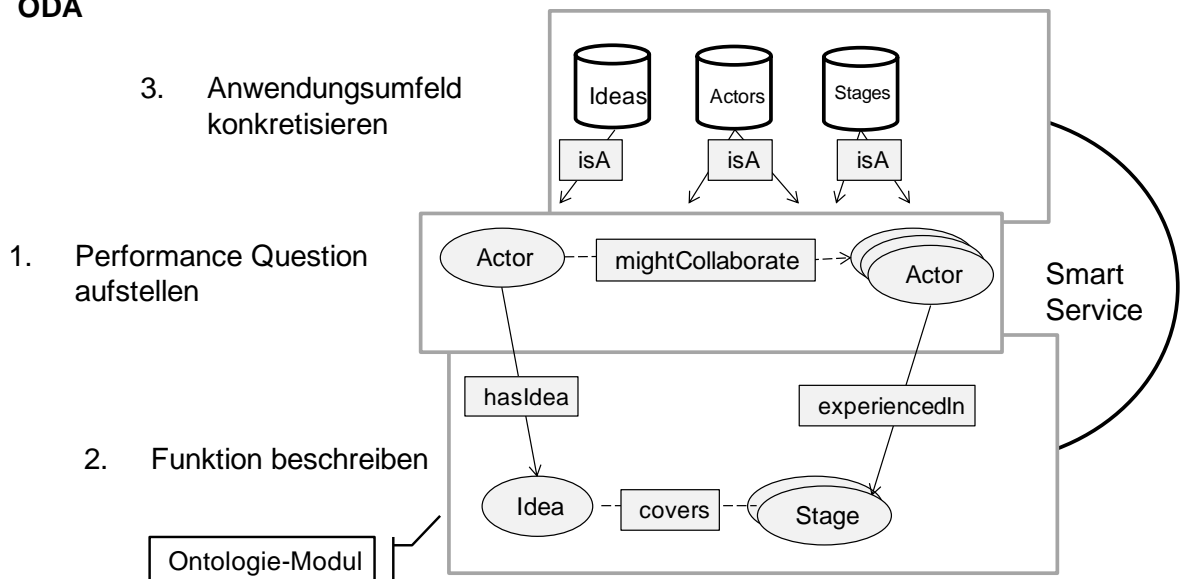 ODA
3. Anwendungsumfeld
konkretisieren
Ideas
Actors
Stages
isA
isA
isA
1. Performance Question
aufstellen
Actor
mightCollaborate
Actor
Smart
Service
hasIdea
experiencedIn
2. Funktion beschreiben
Idea
covers
Stage
Ontologie-Modul